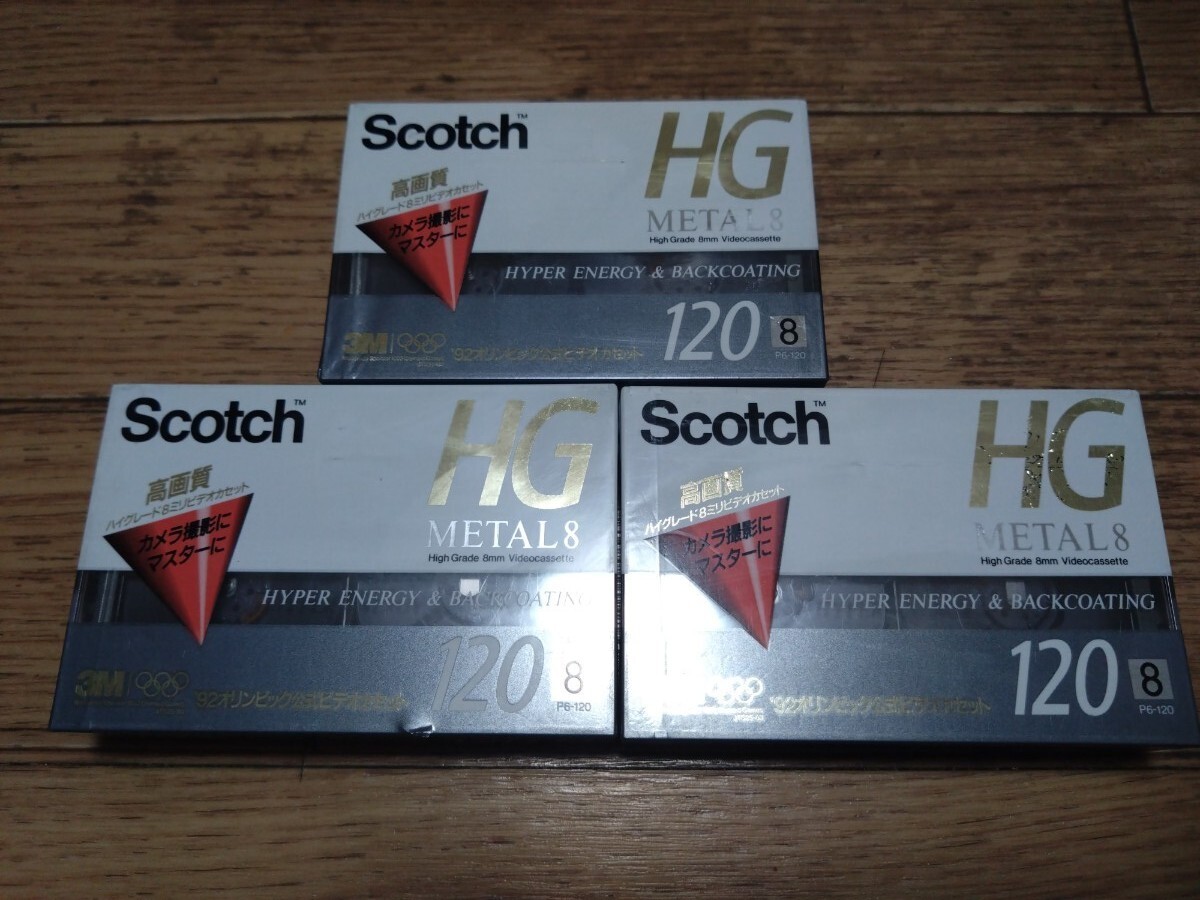 Scotch™
HG
高画質
ハイグレード8ミリビデオカセット
METAL8
カメラ撮影に
マスターに
High Grade 8mm Videocassette
HYPER ENERGY & BACKCOATING
120
8
3M
'92オリンピック公式ビデオカセット
P6-120
Scotch™
HG
高画質
ハイグレード8ミリビデオカセット
カメラ撮影に
マスターに
METAL8
High Grade 8mm Videocassette
HYPER ENERGY & BACKCOATING
120
8
3M
'92オリンピック公式ビデオカセット
P6-120
Scotch™
HG
高画質
ハイグレード8ミリビデオカセット
カメラ撮影に
マスターに
METAL8
High Grade 8mm Videocassette
HYPER ENERGY & BACKCOATING
120
8
'92オリンピック公式ビデオカセット
P6-120